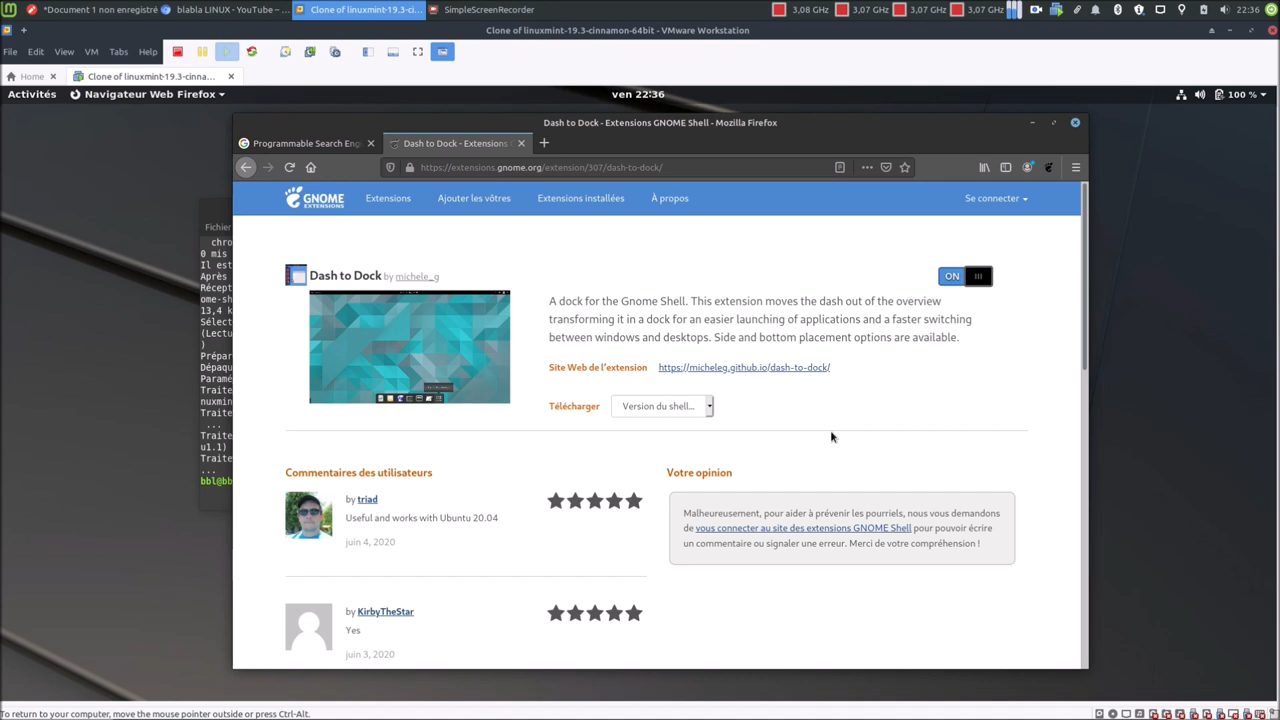 *Document 1 non enregistré
blabla LINUX - YouTube - ...
Clone of linuxmint-19.3-ci...
SimpleScreenRecorder
3,08 GHz
3,07 GHz
3,07 GHz
3,07 GHz
22:36
Clone of linuxmint-19.3-cinnamon-64bit - VMware Workstation
File Edit View VM Tabs Help
Home
Clone of linuxmint-19.3-cinna...
Activités
Navigateur Web Firefox
ven 22:36
100 %
Dash to Dock - Extensions GNOME Shell - Mozilla Firefox
Programmable Search Eng
Dash to Dock - Extensions G
https://extensions.gnome.org/extension/307/dash-to-dock/
GNOME
EXTENSIONS
Extensions
Ajouter les vôtres
Extensions installées
À propos
Se connecter
Fichier
chro
0 mis
Il est
Après
Récept
ome-sh
13,4 k
Sélect
(Lectu
)
Prépar
Dépaqu
Paramé
Trait
nuxmin
Traite
...
Traite
u1.1)
Traite
...
bbl@bb
Dash to Dock by michele_g
ON
A dock for the Gnome Shell. This extension moves the dash out of the overview
transforming it in a dock for an easier launching of applications and a faster switching
between windows and desktops. Side and bottom placement options are available.
Site Web de l'extension https://micheleg.github.io/dash-to-dock/
Télécharger Version du shell...
Commentaires des utilisateurs
by triad
Useful and works with Ubuntu 20.04
juin 4, 2020
by KirbyTheStar
Yes
juin 3, 2020
Votre opinion
Malheureusement, pour aider à prévenir les pourriels, nous vous demandons
de vous connecter au site des extensions GNOME Shell pour pouvoir écrire
un commentaire ou signaler une erreur. Merci de votre compréhension !
To return to your computer, move the mouse pointer outside or press Ctrl-Alt.